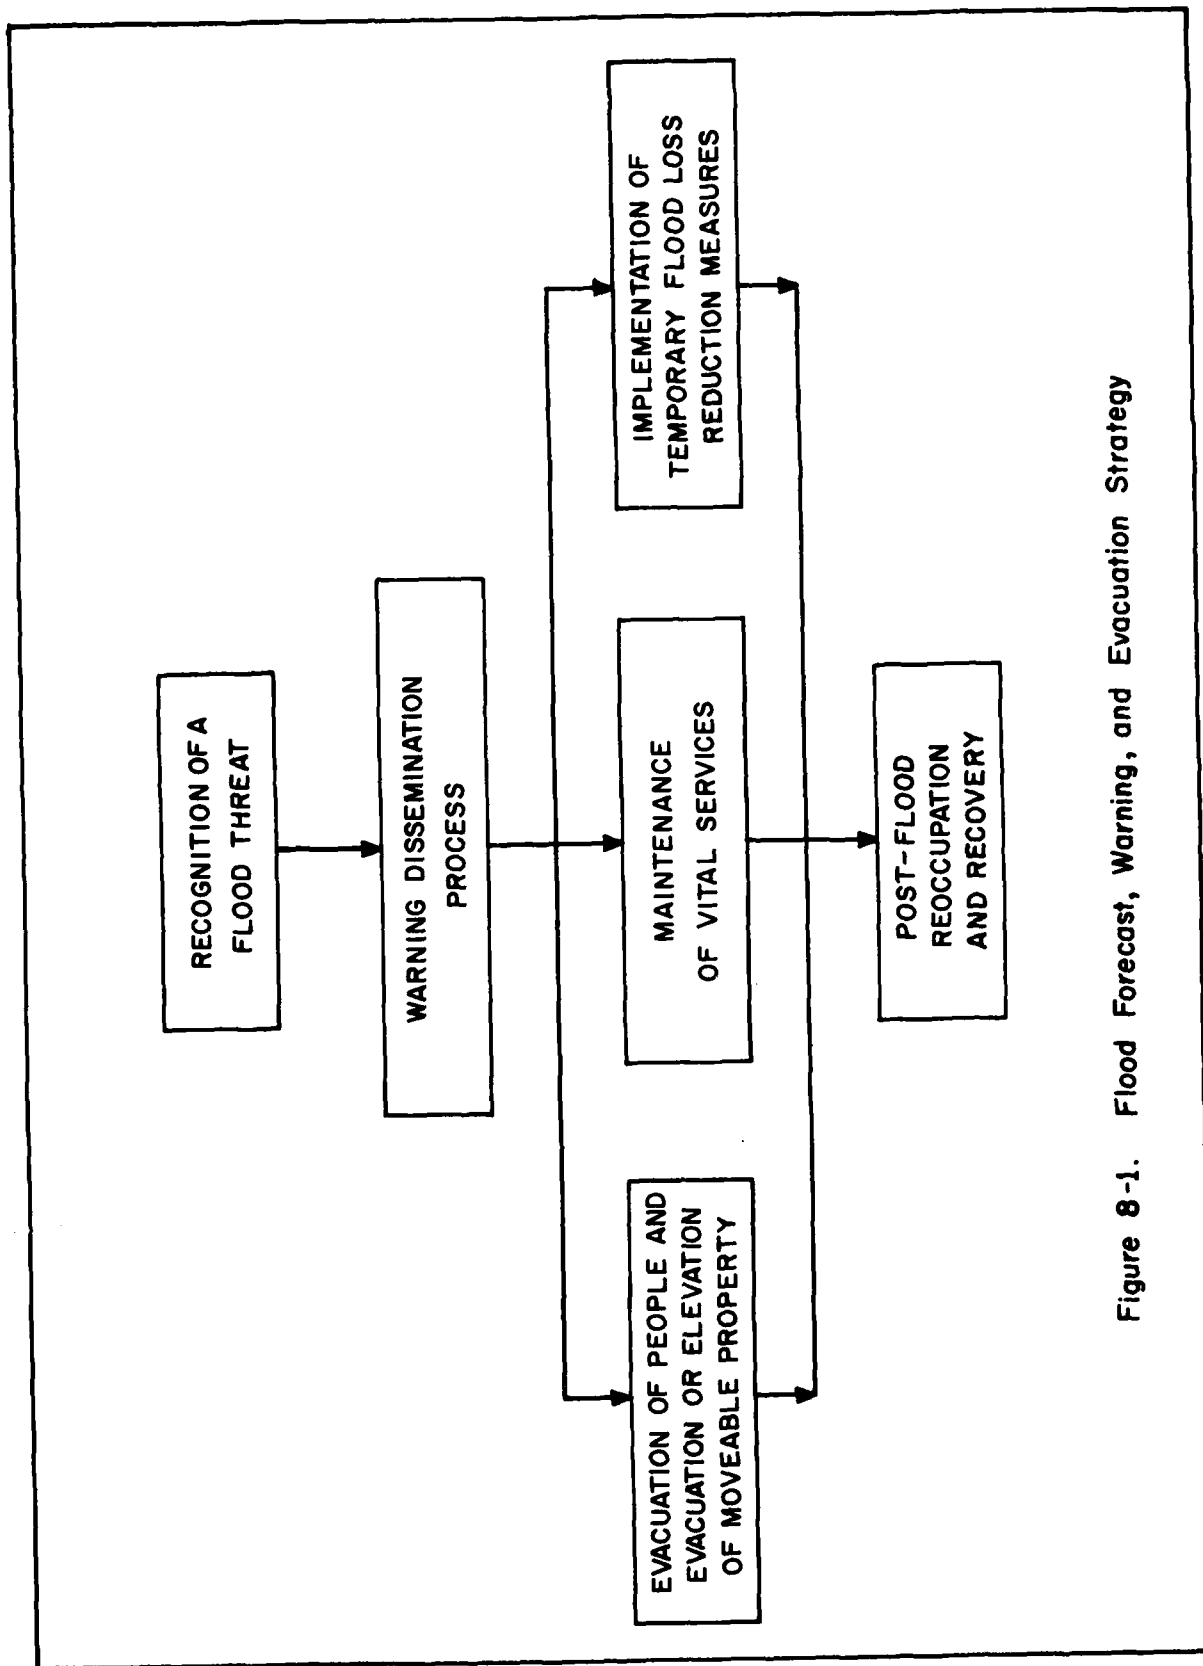 RECOGNITION OF A
FLOOD THREAT
WARNING DISSEMINATION
PROCESS
EVACUATION OF PEOPLE AND
EVACUATION OR ELEVATION
OF MOVEABLE PROPERTY
MAINTENANCE
OF VITAL SERVICES
IMPLEMENTATION OF
TEMPORARY FLOOD LOSS
REDUCTION MEASURES
POST-FLOOD
REOCCUPATION
AND RECOVERY
Figure 8-1. Flood Forecast, Warning, and Evacuation Strategy